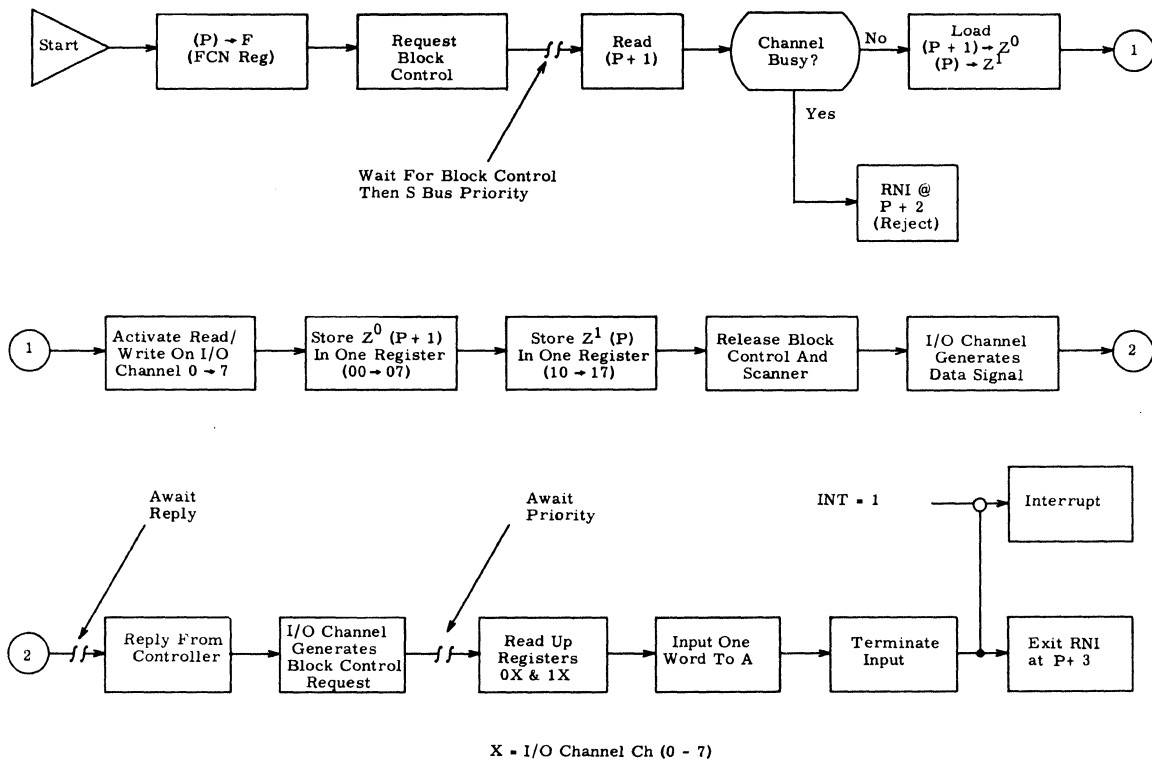 Start
(P) → F
(FCN Reg)
Request
Block
Control
Read
(P + 1)
Channel
Busy?
No
Load
(P + 1) → Z⁰
(P) → Z¹
1
Yes
Wait For Block Control
Then S Bus Priority
RNI @
P + 2
(Reject)
1
Activate Read/
Write On I/O
Channel 0 → 7
Store Z⁰ (P + 1)
In One Register
(00 → 07)
Store Z¹ (P)
In One Register
(10 → 17)
Release Block
Control And
Scanner
I/O Channel
Generates
Data Signal
2
Await
Reply
Await
Priority
INT = 1
Interrupt
2
Reply From
Controller
I/O Channel
Generates
Block Control
Request
Read Up
Registers
0X & 1X
Input One
Word To A
Terminate
Input
Exit RNI
at P+ 3
X = I/O Channel Ch (0 - 7)